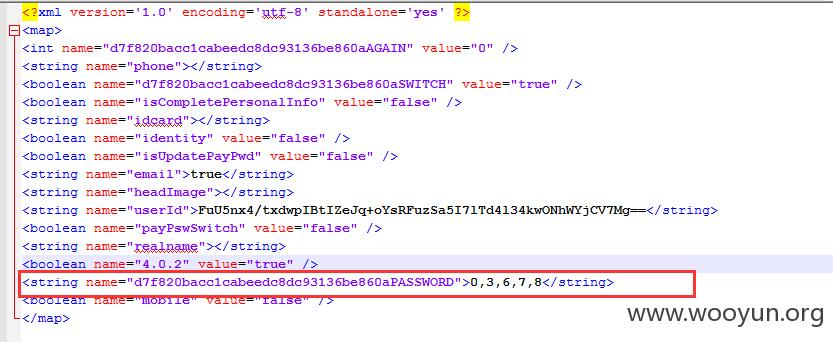 <?xml version='1.0' encoding='utf-8' standalone='yes' ?>
<map>
<int name="d7f820bacc1cabeedc8dc93136be860aAGAIN" value="0" />
<string name="phone"></string>
<boolean name="d7f820bacc1cabeedc8dc93136be860aSWITCH" value="true" />
<boolean name="isCompletePersonalInfo" value="false" />
<string name="idcard"></string>
<boolean name="identity" value="false" />
<boolean name="isUpdatePayPwd" value="false" />
<string name="email">true</string>
<string name="headImage"></string>
<string name="userId">FuU5nx4/txdwpIBtIZeJq+oYsRFuzSa5I7lTd4l34kwONhWYjCV7Mg==</string>
<boolean name="payPswSwitch" value="false" />
<string name="realname"></string>
<boolean name="4.0.2" value="true" />
<string name="d7f820bacc1cabeedc8dc93136be860aPASSWORD">0,3,6,7,8</string>
<boolean name="mobile" value="false" />
</map>
www.wooyun.org